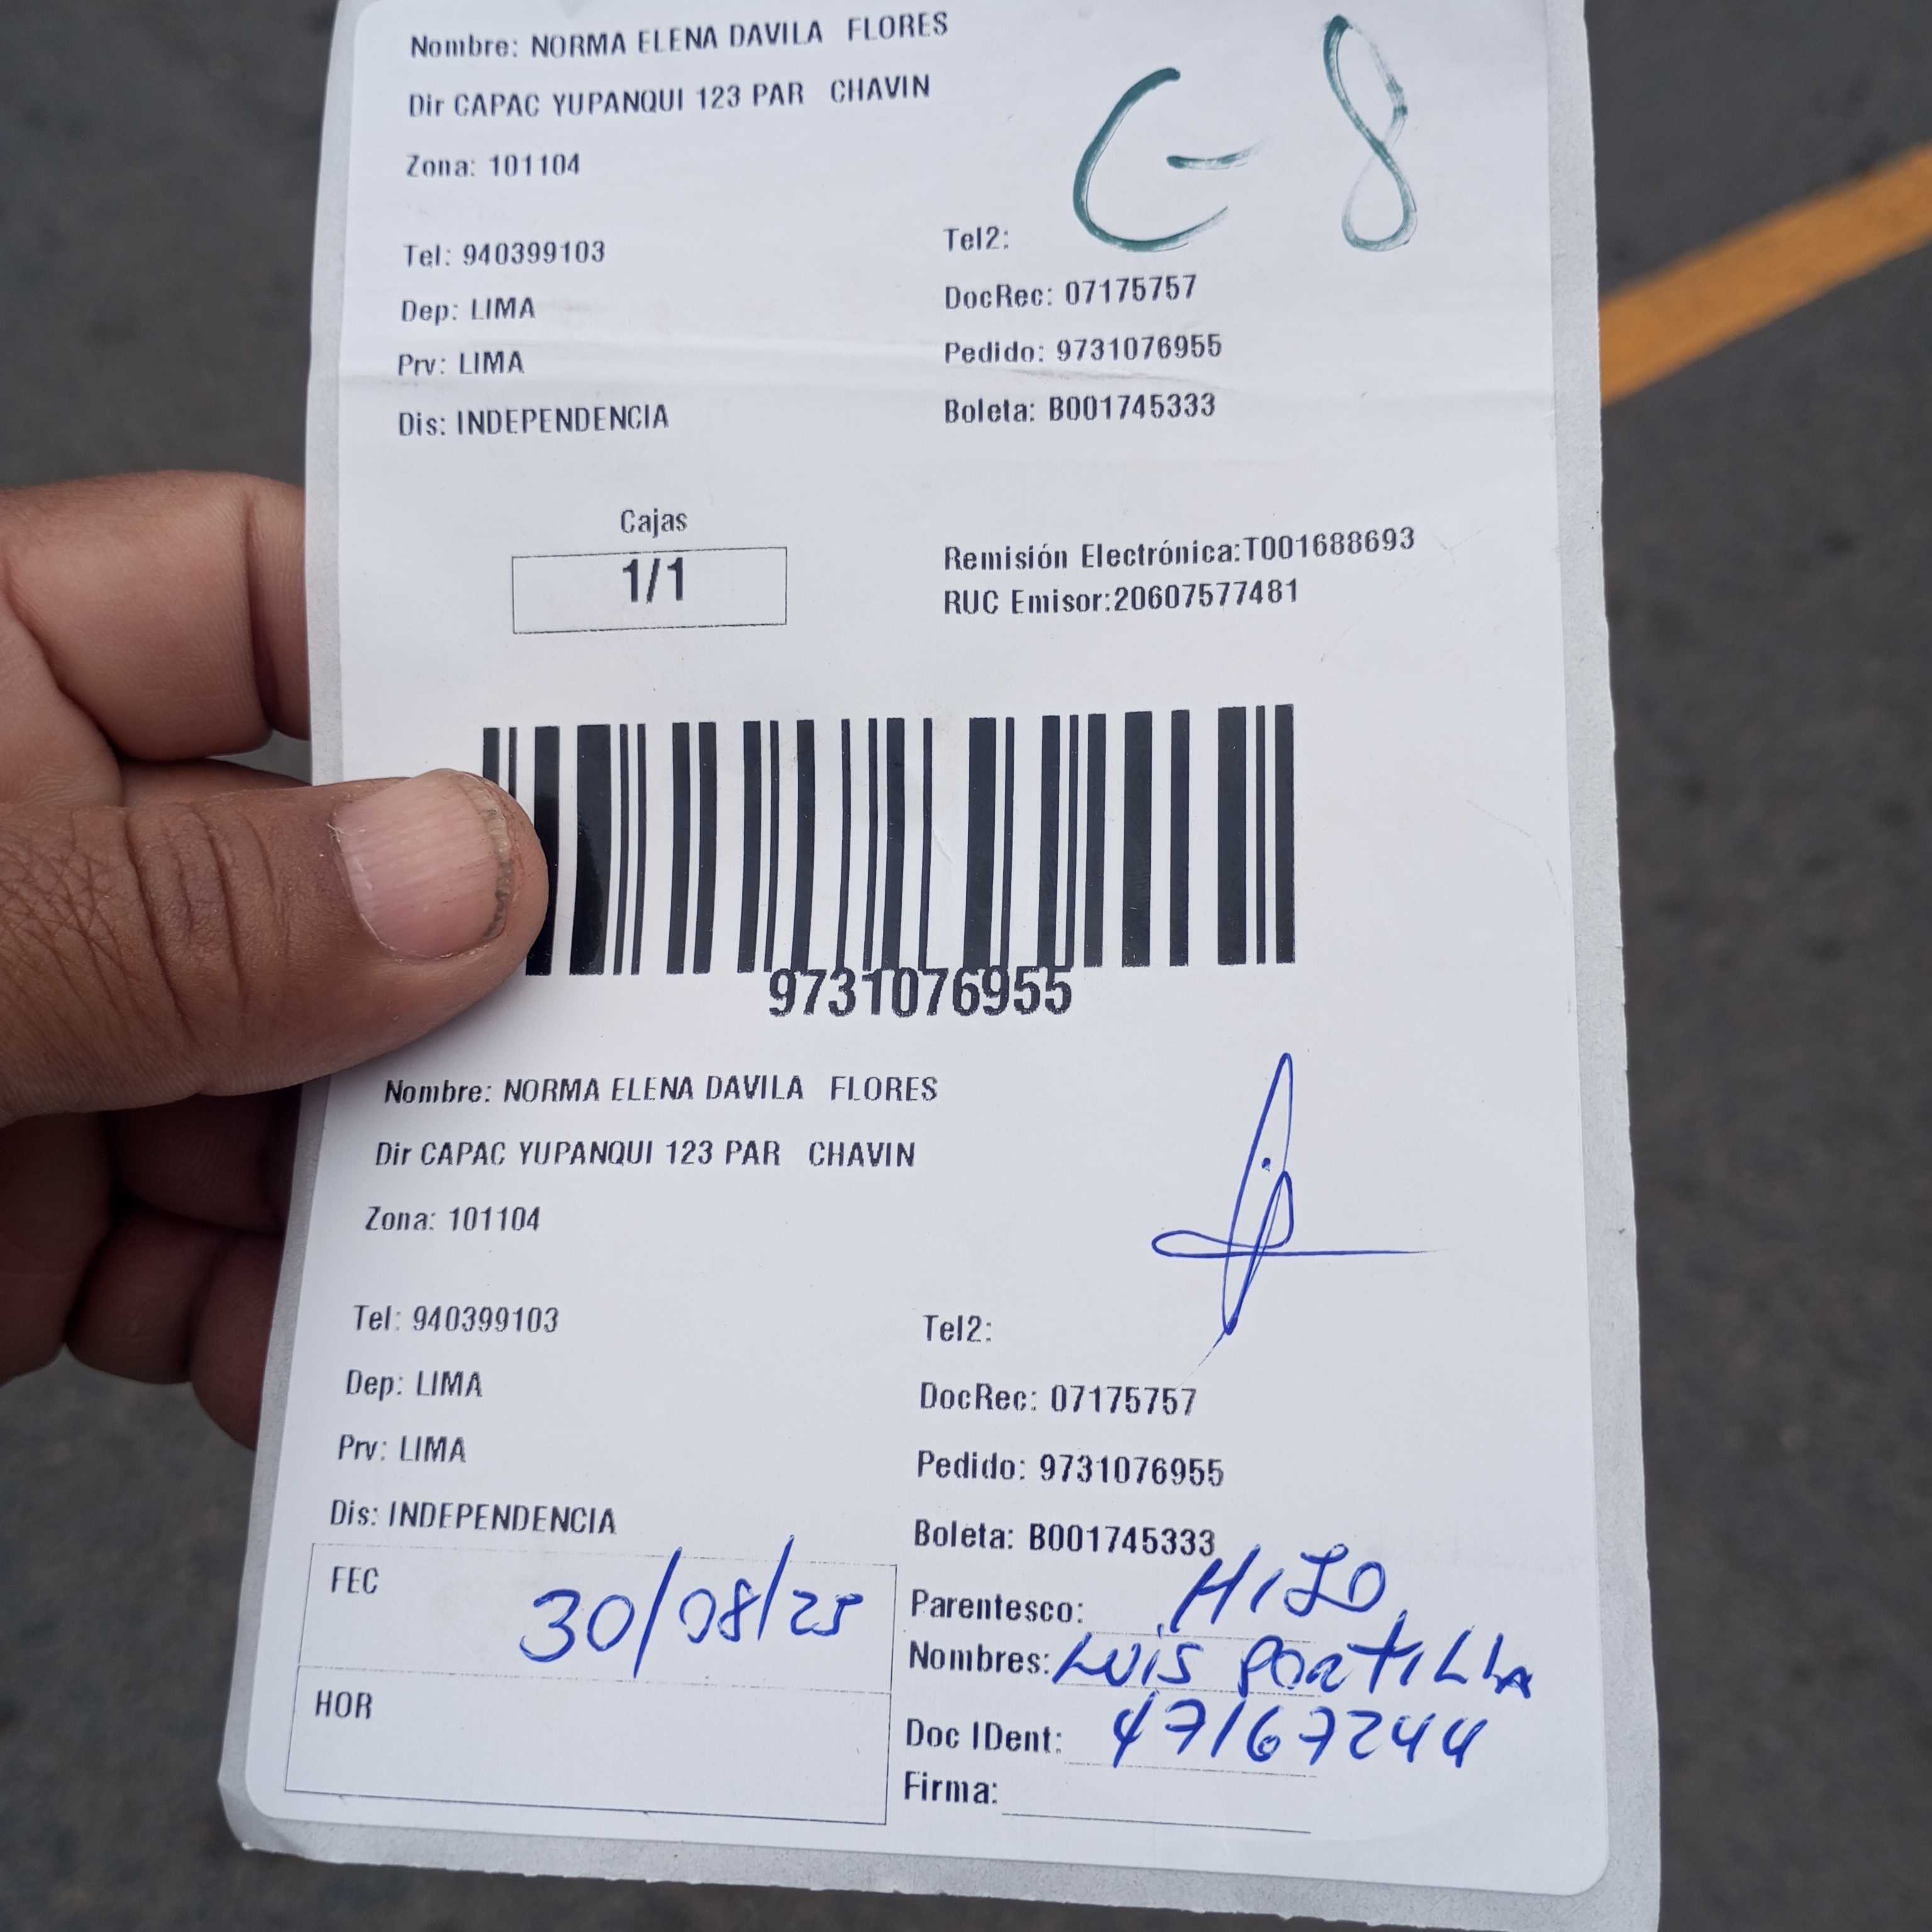 Nombre: NORMA ELENA DAVILA FLORES
Dir CAPAC YUPANQUI 123 PAR CHAVIN
C-8
Zona: 101104
Tel: 940399103 Tel2:
Dep: LIMA DocRec: 07175757
Prv: LIMA Pedido: 9731076955
Dis: INDEPENDENCIA Boleta: B001745333
Cajas
1/1
Remisión Electrónica:T001688693
RUC Emisor:20607577481
9731076955
Nombre: NORMA ELENA DAVILA FLORES
Dir CAPAC YUPANQUI 123 PAR CHAVIN
Zona: 101104
Tel: 940399103 Tel2:
Dep: LIMA DocRec: 07175757
Prv: LIMA Pedido: 9731076955
Dis: INDEPENDENCIA Boleta: B001745333
FEC 30/08/25
HOR
Parentesco: HIJO
Nombres: LUIS PORTILLA
Doc IDent: 47167244
Firma: